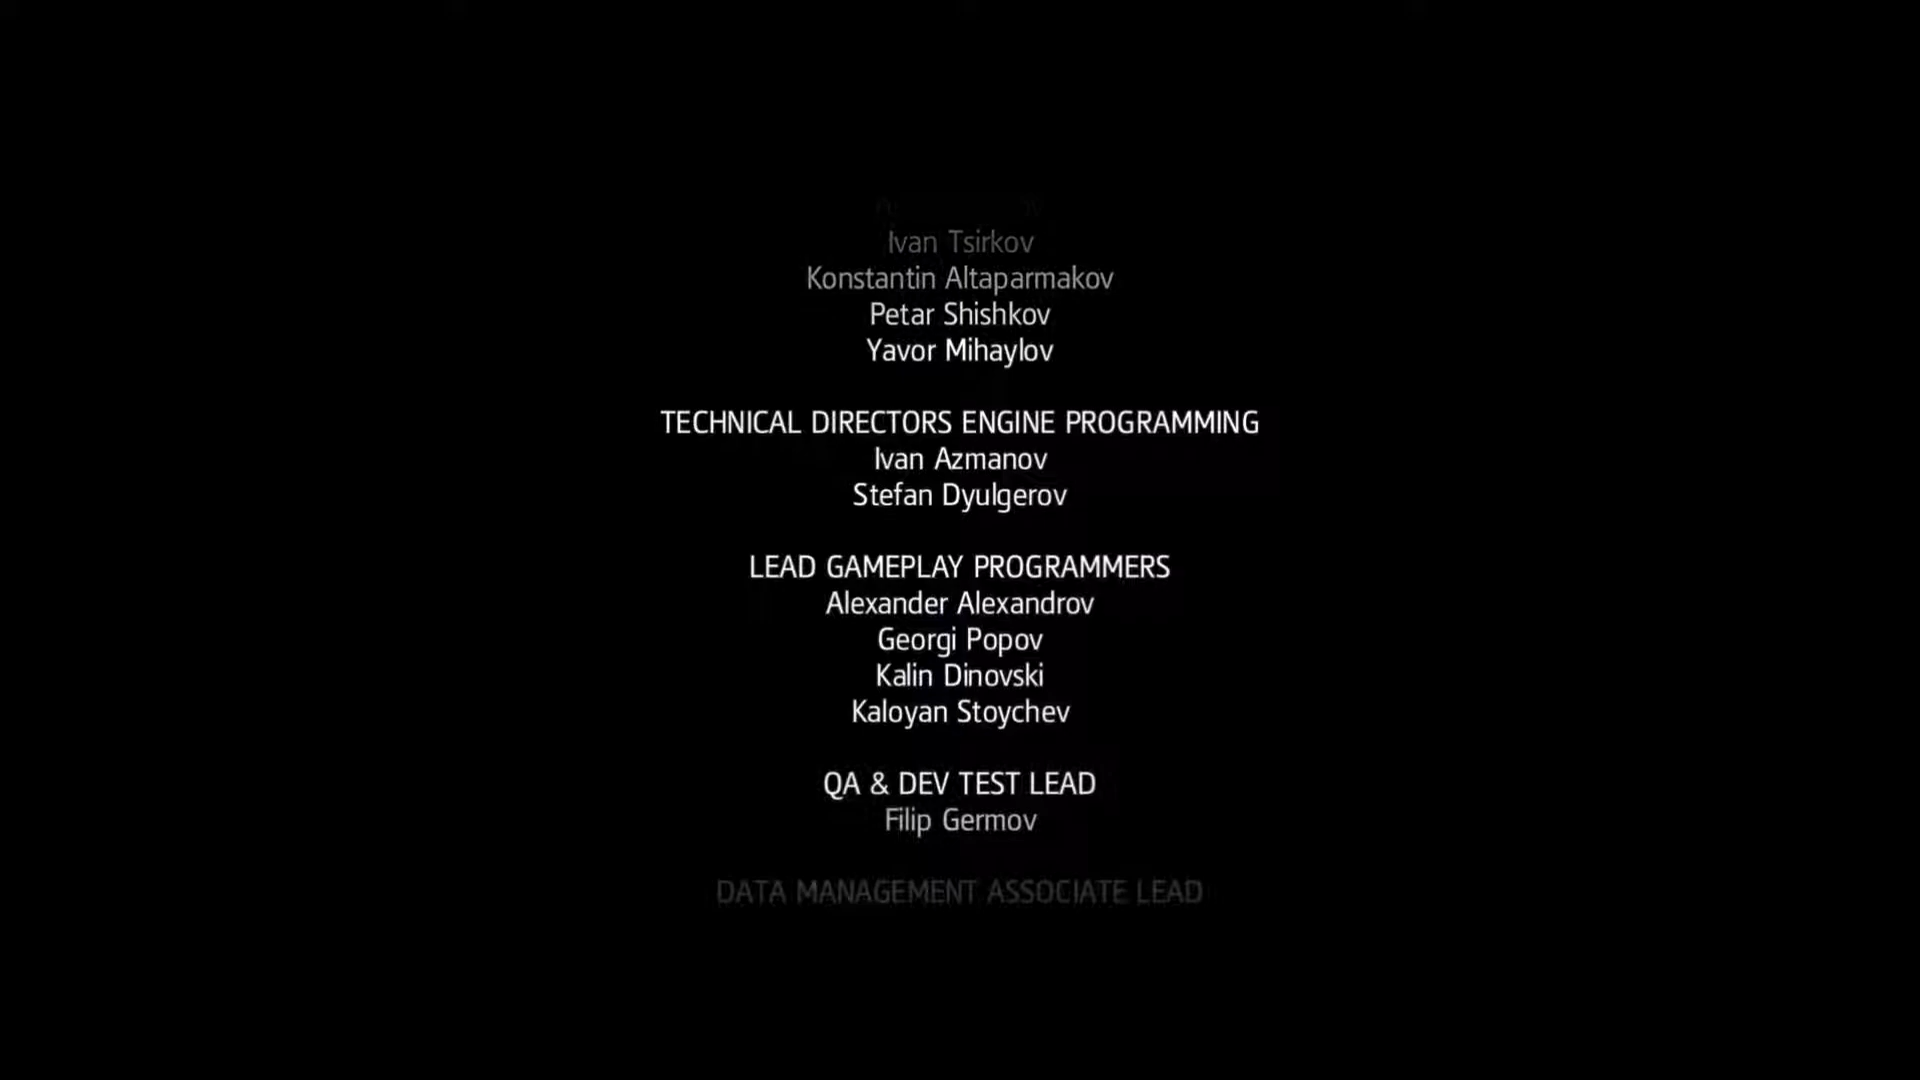 Ivan Tsirkov
Konstantin Altaparmakov
Petar Shishkov
Yavor Mihaylov
TECHNICAL DIRECTORS ENGINE PROGRAMMING
Ivan Azmanov
Stefan Dyulgerov
LEAD GAMEPLAY PROGRAMMERS
Alexander Alexandrov
Georgi Popov
Kalin Dinovski
Kaloyan Stoychev
QA & DEV TEST LEAD
Filip Germov
DATA MANAGEMENT ASSOCIATE LEAD